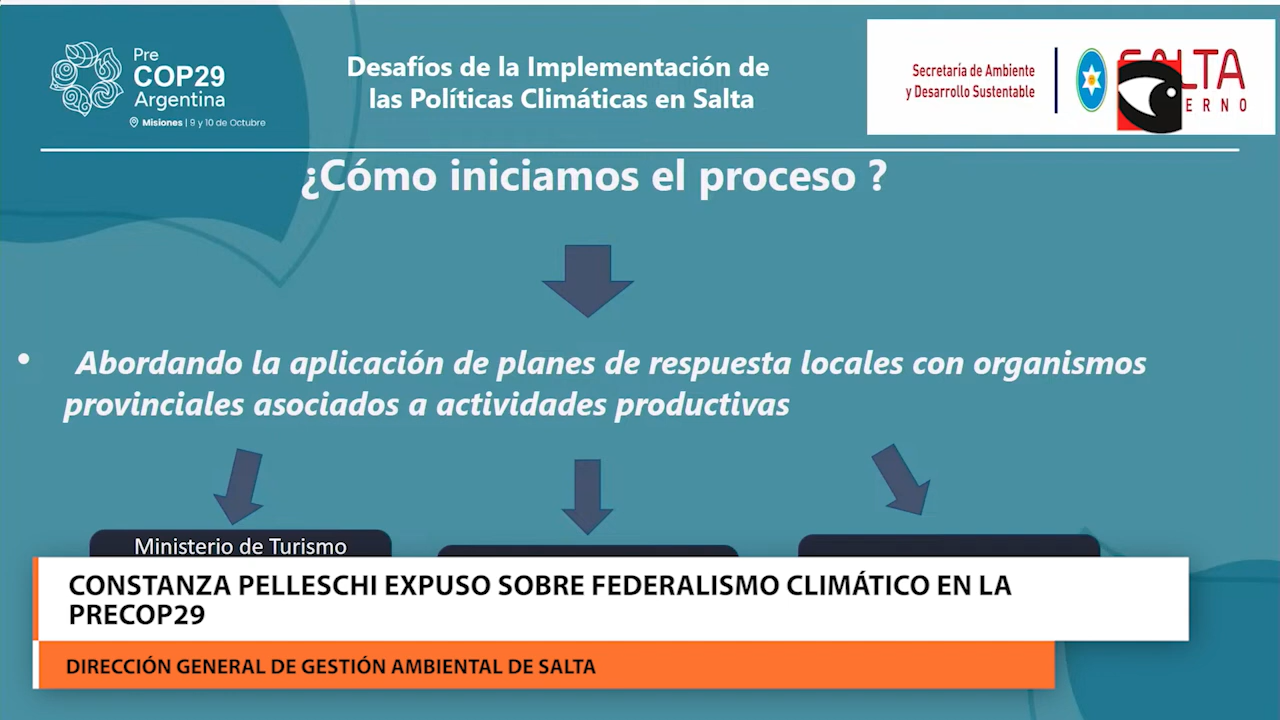 Pre
COP29
Argentina
Misiones | 9 y 10 de Octubre
Desafíos de la Implementación de
las Políticas Climáticas en Salta
Secretaría de Ambiente
y Desarrollo Sustentable
¿Cómo iniciamos el proceso ?
• Abordando la aplicación de planes de respuesta locales con organismos
provinciales asociados a actividades productivas
Ministerio de Turismo
CONSTANZA PELLESCHI EXPUSO SOBRE FEDERALISMO CLIMÁTICO EN LA
PRECOP29
DIRECCIÓN GENERAL DE GESTIÓN AMBIENTAL DE SALTA